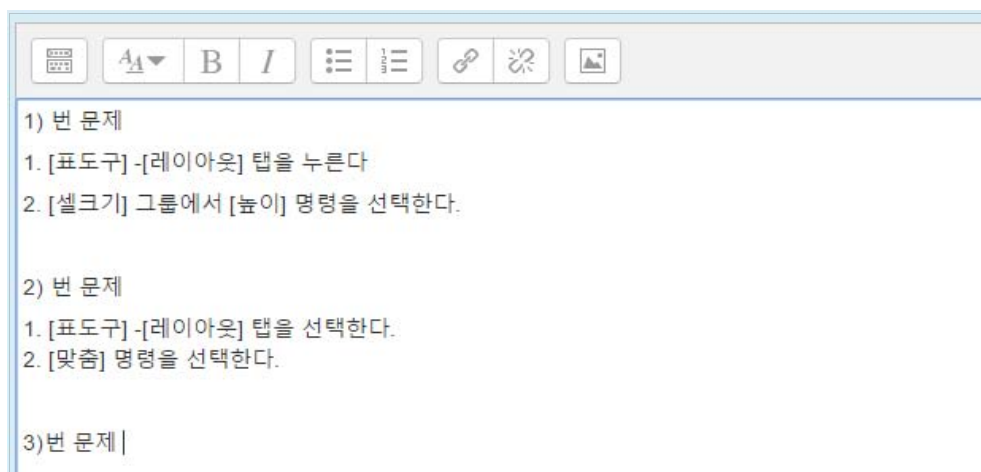 1) 번 문제
1. [표도구] -[레이아웃] 탭을 누른다
2. [셀크기] 그룹에서 [높이] 명령을 선택한다.
2) 번 문제
1. [표도구] -[레이아웃] 탭을 선택한다.
2. [맞춤] 명령을 선택한다.
3)번 문제